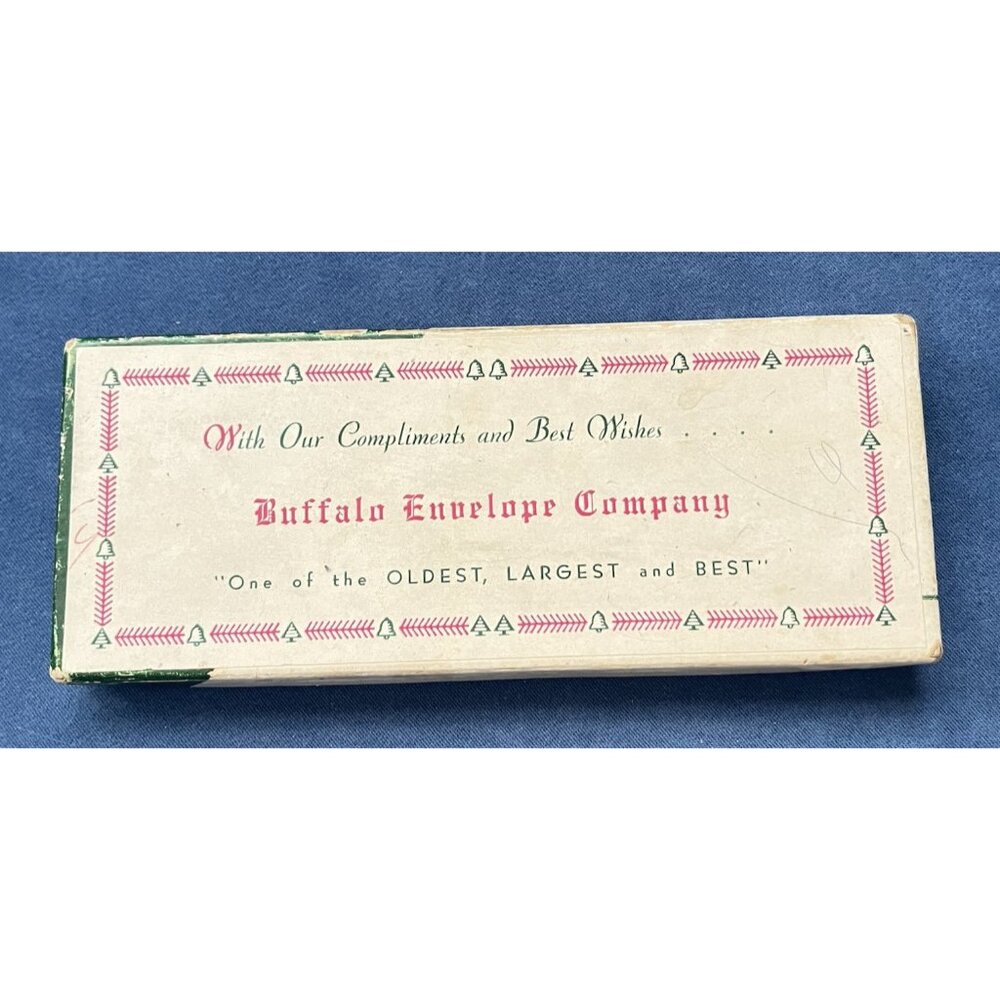 With Our Compliments and Best Wishes . . . .
Buffalo Envelope Company
"One of the OLDEST, LARGEST and BEST"